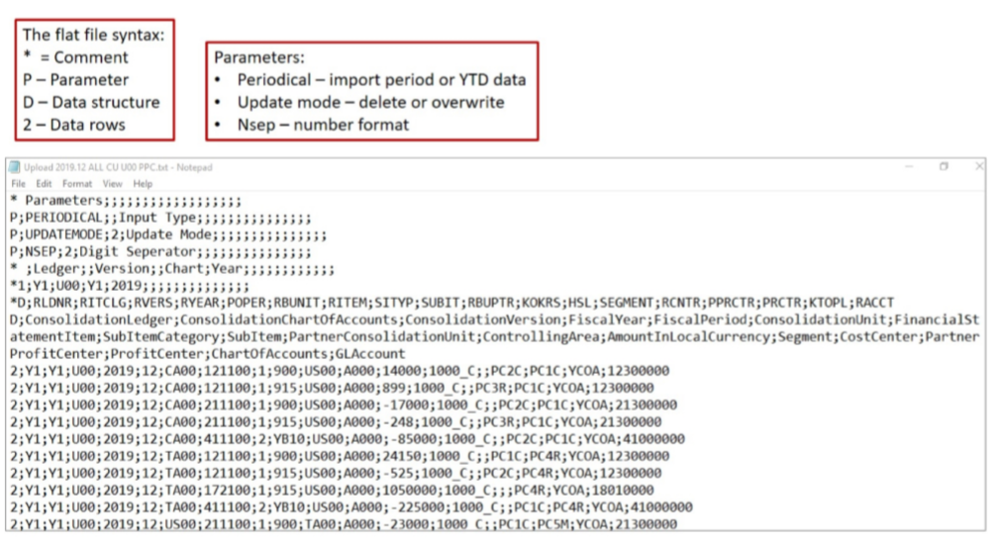 The flat file syntax:
* = Comment
P – Parameter
D – Data structure
2 – Data rows
Parameters:
• Periodical – import period or YTD data
• Update mode – delete or overwrite
• Nsep – number format
Upload 2019.12 ALL CU U00 PPC.txt - Notepad
File Edit Format View Help
* Parameters;;;;;;;;;;;;;;;;;;
P;PERIODICAL;;Input Type;;;;;;;;;;;;;;;
P;UPDATEMODE;2;Update Mode;;;;;;;;;;;;;;;
P;NSEP;2;Digit Seperator;;;;;;;;;;;;;;;
* ;Ledger;;Version;;Chart;Year;;;;;;;;;;;;
*1;Y1;U00;Y1;2019;;;;;;;;;;;;;;
*D;RLDNR;RITCLG;RVERS;RYEAR;POPER;RBUNIT;RITEM;SITYP;SUBIT;RBUPTR;KOKRS;HSL;SEGMENT;RCNTR;PPRCTR;PRCTR;KTOPL;RACCT
D;ConsolidationLedger;ConsolidationChartOfAccounts;ConsolidationVersion;FiscalYear;FiscalPeriod;ConsolidationUnit;FinancialSt
atementItem;SubItemCategory;SubItem;PartnerConsolidationUnit;ControllingArea;AmountInLocalCurrency;Segment;CostCenter;Partner
ProfitCenter;ProfitCenter;ChartOfAccounts;GLAccount
2;Y1;Y1;U00;2019;12;CA00;121100;1;900;US00;A000;14000;1000_C;;PC2C;PC1C;YCOA;12300000
2;Y1;Y1;U00;2019;12;CA00;121100;1;915;US00;A000;899;1000_C;;PC3R;PC1C;YCOA;12300000
2;Y1;Y1;U00;2019;12;CA00;211100;1;900;US00;A000;-17000;1000_C;;PC2C;PC1C;YCOA;21300000
2;Y1;Y1;U00;2019;12;CA00;211100;1;915;US00;A000;-248;1000_C;;PC3R;PC1C;YCOA;21300000
2;Y1;Y1;U00;2019;12;CA00;411100;2;YB10;US00;A000;-85000;1000_C;;PC2C;PC1C;YCOA;41000000
2;Y1;Y1;U00;2019;12;TA00;121100;1;900;US00;A000;24150;1000_C;;PC1C;PC4R;YCOA;12300000
2;Y1;Y1;U00;2019;12;TA00;121100;1;915;US00;A000;-525;1000_C;;PC2C;PC4R;YCOA;12300000
2;Y1;Y1;U00;2019;12;TA00;172100;1;915;US00;A000;1050000;1000_C;;;PC4R;YCOA;18010000
2;Y1;Y1;U00;2019;12;TA00;411100;2;YB10;US00;A000;-225000;1000_C;;PC1C;PC4R;YCOA;41000000
2;Y1;Y1;U00;2019;12;US00;211100;1;900;TA00;A000;-23000;1000_C;;PC1C;PC5M;YCOA;21300000